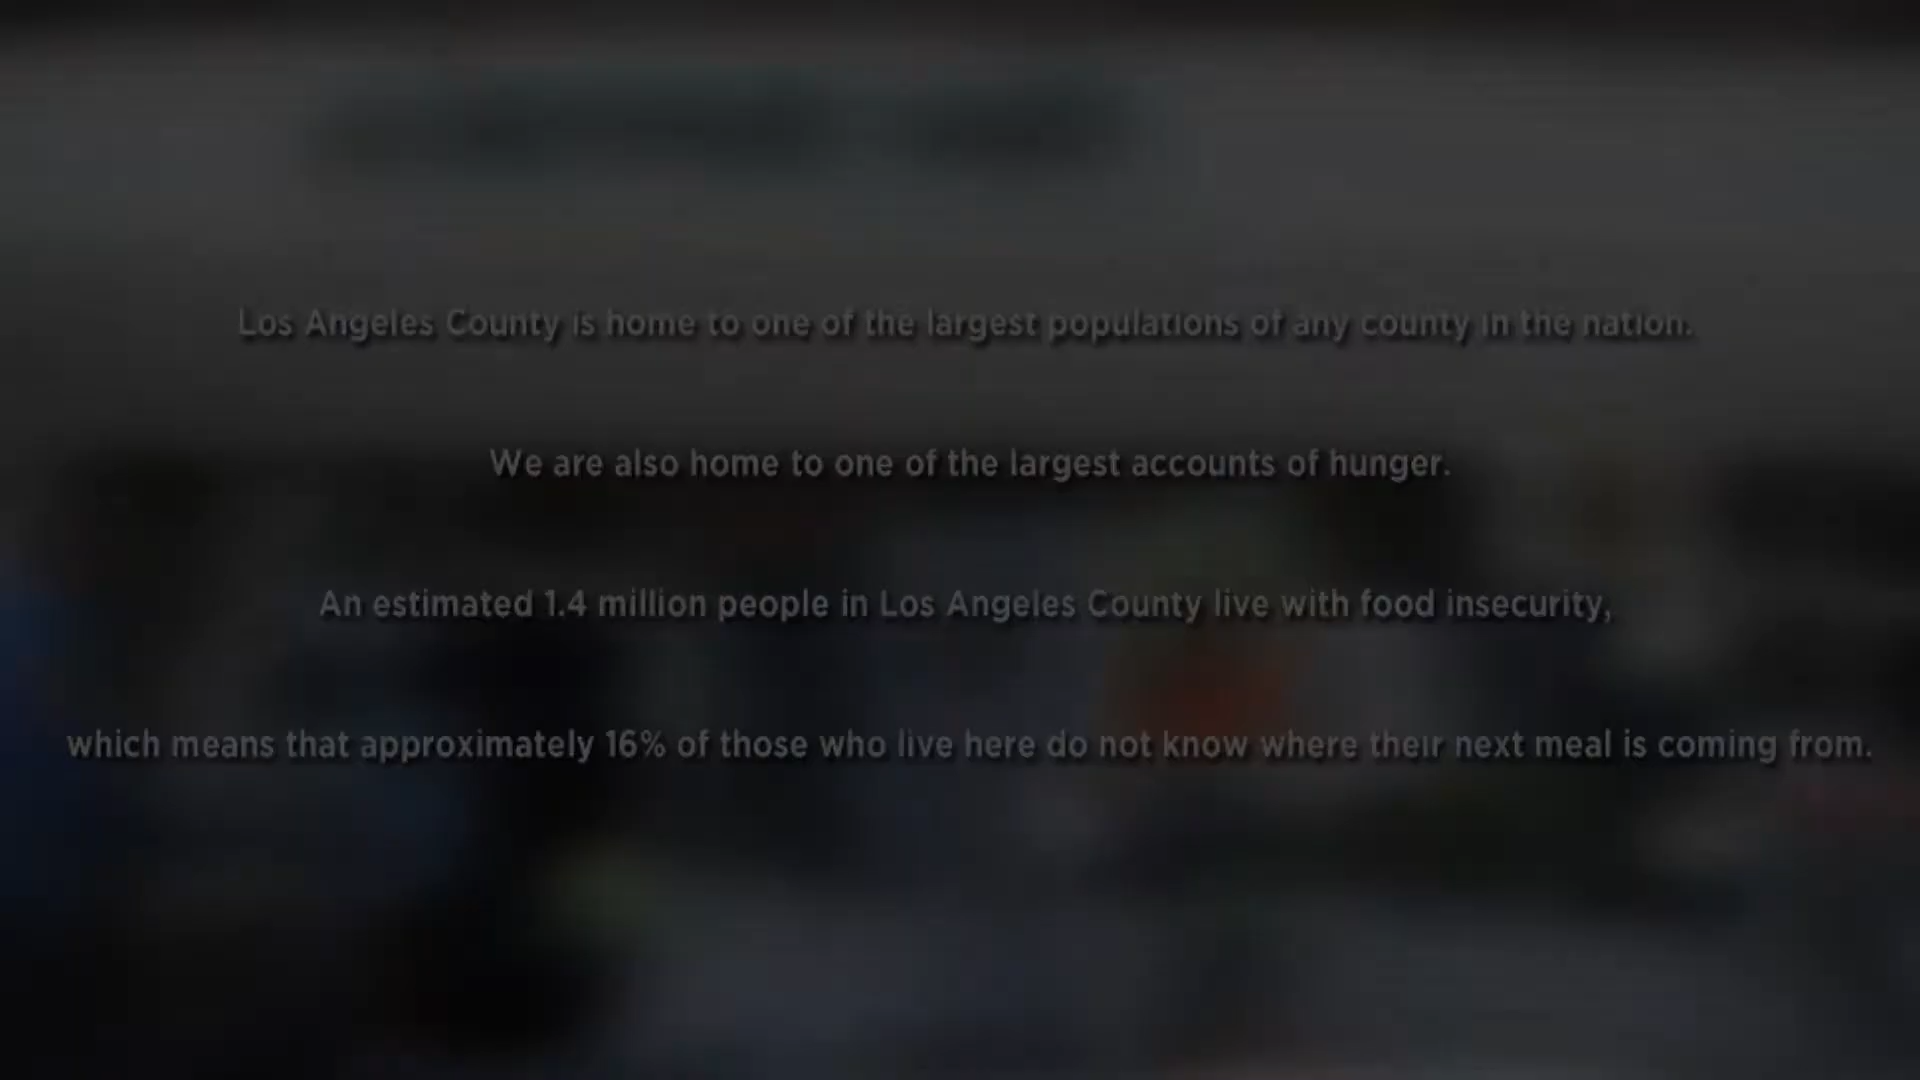 Los Angeles County is home to one of the largest populations of any county in the nation.
We are also home to one of the largest accounts of hunger.
An estimated 1.4 million people in Los Angeles County live with food insecurity,
which means that approximately 16% of those who live here do not know where their next meal is coming from.